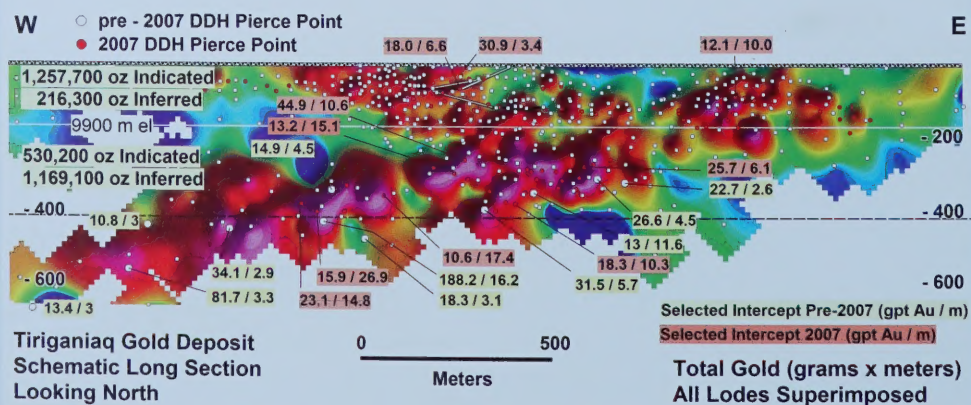 W
E
pre - 2007 DDH Pierce Point
2007 DDH Pierce Point
18.0 / 6.6
30.9 / 3.4
12.1 / 10.0
1,257,700 oz Indicated
216,300 oz Inferred
44.9 / 10.6
9900 m el
13.2 / 15.1
- 200
14.9 / 4.5
530,200 oz Indicated
1,169,100 oz Inferred
25.7 / 6.1
22.7 / 2.6
- 400
10.8 / 3
26.6 / 4.5
- 400
13 / 11.6
10.6 / 17.4
18.3 / 10.3
34.1 / 2.9
15.9 / 26.9
188.2 / 16.2
31.5 / 5.7
- 600
- 600
81.7 / 3.3
23.1 / 14.8
18.3 / 3.1
13.4 / 3
Selected Intercept Pre-2007 (gpt Au / m)
Selected Intercept 2007 (gpt Au / m)
Tiriganiaq Gold Deposit
Schematic Long Section
Looking North
0
500
Meters
Total Gold (grams x meters)
All Lodes Superimposed